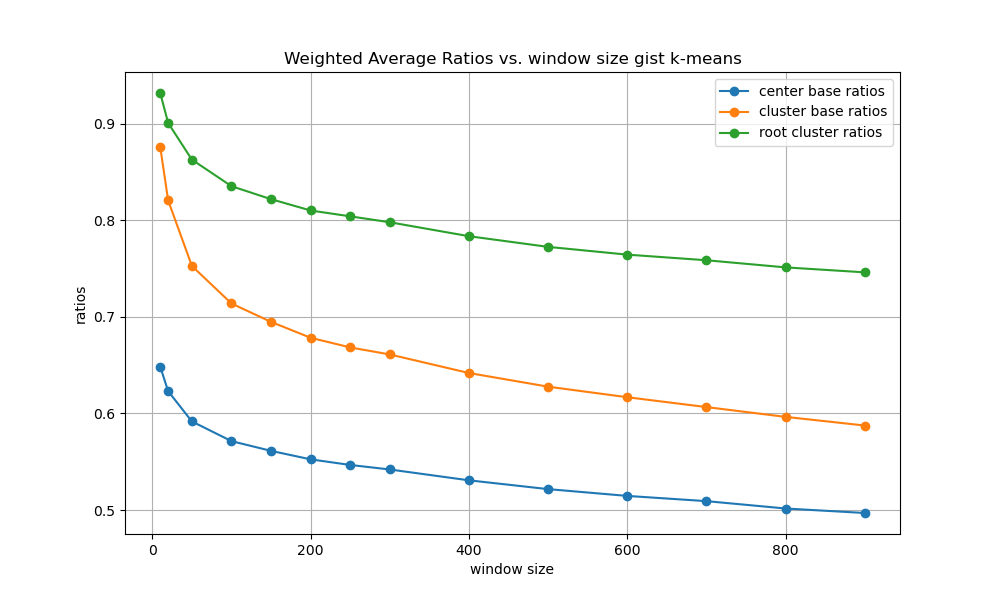 Weighted Average Ratios vs. window size gist k-means
center base ratios
cluster base ratios
root cluster ratios
0.9
0.8
0.7
0.6
0.5
ratios
0 200 400 600 800
window size